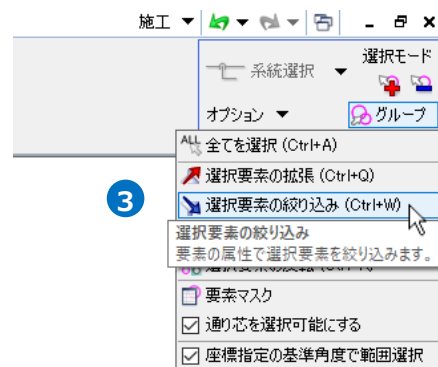 施工
系統選択
選択モード
オプション
グループ
ALL 全てを選択 (Ctrl+A)
選択要素の拡張 (Ctrl+Q)
3
選択要素の絞り込み (Ctrl+W)
選択要素の絞り込み
要素の属性で選択要素を絞り込みます。
要素マスク
通り芯を選択可能にする
座標指定の基準角度で範囲選択